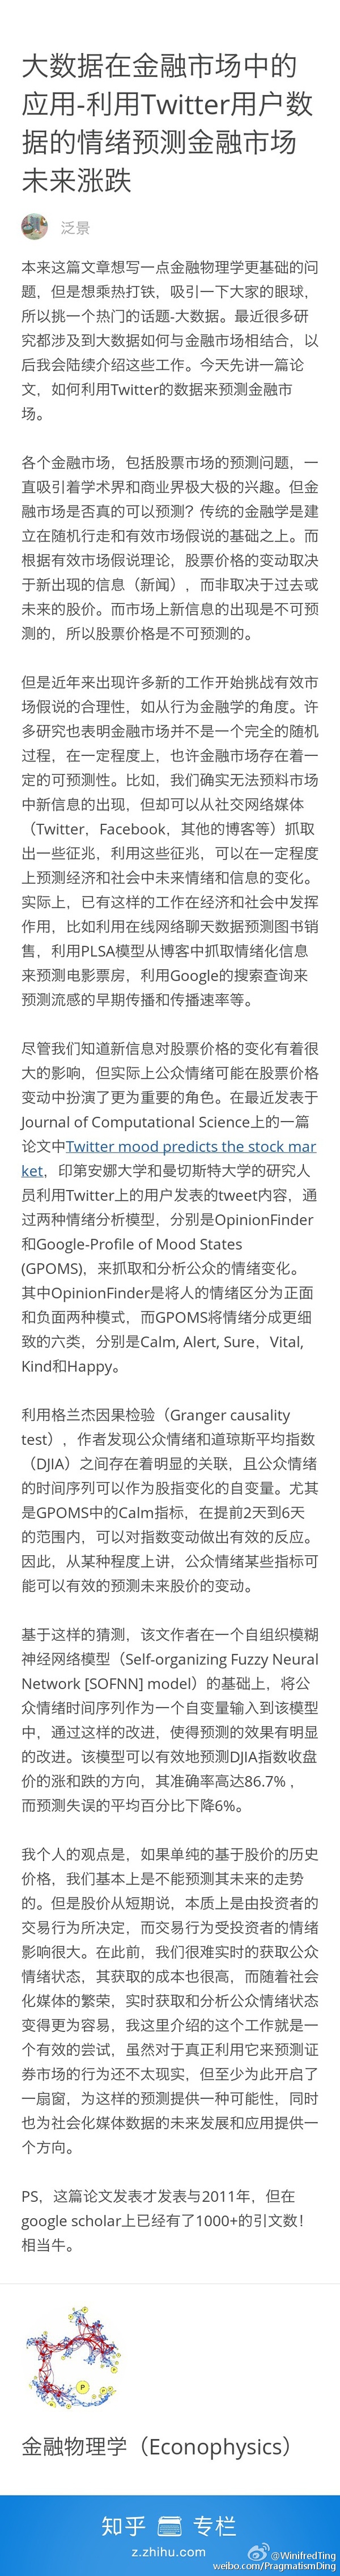 大数据在金融市场中的
应用-利用Twitter用户数
据的情绪预测金融市场
未来涨跌
泛景
本来这篇文章想写一点金融物理学更基础的问
题，但是想乘热打铁，吸引一下大家的眼球，
所以挑一个热门的话题-大数据。最近很多研
究都涉及到大数据如何与金融市场相结合，以
后我会陆续介绍这些工作。今天先讲一篇论
文，如何利用Twitter的数据来预测金融市
场。
各个金融市场，包括股票市场的预测问题，一
直吸引着学术界和商业界极大极的兴趣。但金
融市场是否真的可以预测？传统的金融学是建
立在随机行走和有效市场假说的基础之上。而
根据有效市场假说理论，股票价格的变动取决
于新出现的信息（新闻），而非取决于过去或
未来的股价。而市场上新信息的出现是不可预
测的，所以股票价格是不可预测的。
但是近年来出现许多新的工作开始挑战有效市
场假说的合理性，如从行为金融学的角度。许
多研究也表明金融市场并不是一个完全的随机
过程，在一定程度上，也许金融市场存在着一
定的可预测性。比如，我们确实无法预料市场
中新信息的出现，但却可以从社交网络媒体
（Twitter，Facebook，其他的博客等）抓取
出一些征兆，利用这些征兆，可以在一定程度
上预测经济和社会中未来情绪和信息的变化。
实际上，已有这样的工作在经济和社会中发挥
作用，比如利用在线网络聊天数据预测图书销
售，利用PLSA模型从博客中抓取情绪化信息
来预测电影票房，利用Google的搜索查询来
预测流感的早期传播和传播速率等。
尽管我们知道新信息对股票价格的变化有着很
大的影响，但实际上公众情绪可能在股票价格
变动中扮演了更为重要的角色。在最近发表于
Journal of Computational Science上的一篇
论文中Twitter mood predicts the stock mar
ket，印第安娜大学和曼切斯特大学的研究人
员利用Twitter上的用户发表的tweet内容，通
过两种情绪分析模型，分别是OpinionFinder
和Google-Profile of Mood States
(GPOMS)，来抓取和分析公众的情绪变化。
其中OpinionFinder是将人的情绪区分为正面
和负面两种模式，而GPOMS将情绪分成更细
致的六类，分别是Calm, Alert, Sure，Vital,
Kind和Happy。
利用格兰杰因果检验（Granger causality
test），作者发现公众情绪和道琼斯平均指数
（DJIA）之间存在着明显的关联，且公众情绪
的时间序列可以作为股指变化的自变量。尤其
是GPOMS中的Calm指标，在提前2天到6天
的范围内，可以对指数变动做出有效的反应。
因此，从某种程度上讲，公众情绪某些指标可
能可以有效的预测未来股价的变动。
基于这样的猜测，该文作者在一个自组织模糊
神经网络模型（Self-organizing Fuzzy Neural
Network [SOFNN] model）的基础上，将公
众情绪时间序列作为一个自变量输入到该模型
中，通过这样的改进，使得预测的效果有明显
的改进。该模型可以有效地预测DJIA指数收盘
价的涨和跌的方向，其准确率高达86.7%，
而预测失误的平均百分比下降6%。
我个人的观点是，如果单纯的基于股价的历史
价格，我们基本上是不能预测其未来的走势
的。但是股价从短期说，本质上是由投资者的
交易行为所决定，而交易行为受投资者的情绪
影响很大。在此前，我们很难实时的获取公众
情绪状态，其获取的成本也很高，而随着社会
化媒体的繁荣，实时获取和分析公众情绪状态
变得更为容易，我这里介绍的这个工作就是一
个有效的尝试，虽然对于真正利用它来预测证
券市场的行为还不太现实，但至少为此开启了
一扇窗，为这样的预测提供一种可能性，同时
也为社会化媒体数据的未来发展和应用提供一
个方向。
PS，这篇论文发表才发表与2011年，但在
google scholar上已经有了1000+的引文数！
相当牛。
P
金融物理学（Econophysics）
知乎 专栏
z.zhihu.com
@WinifredTing
weibo.com/PragmatismDing